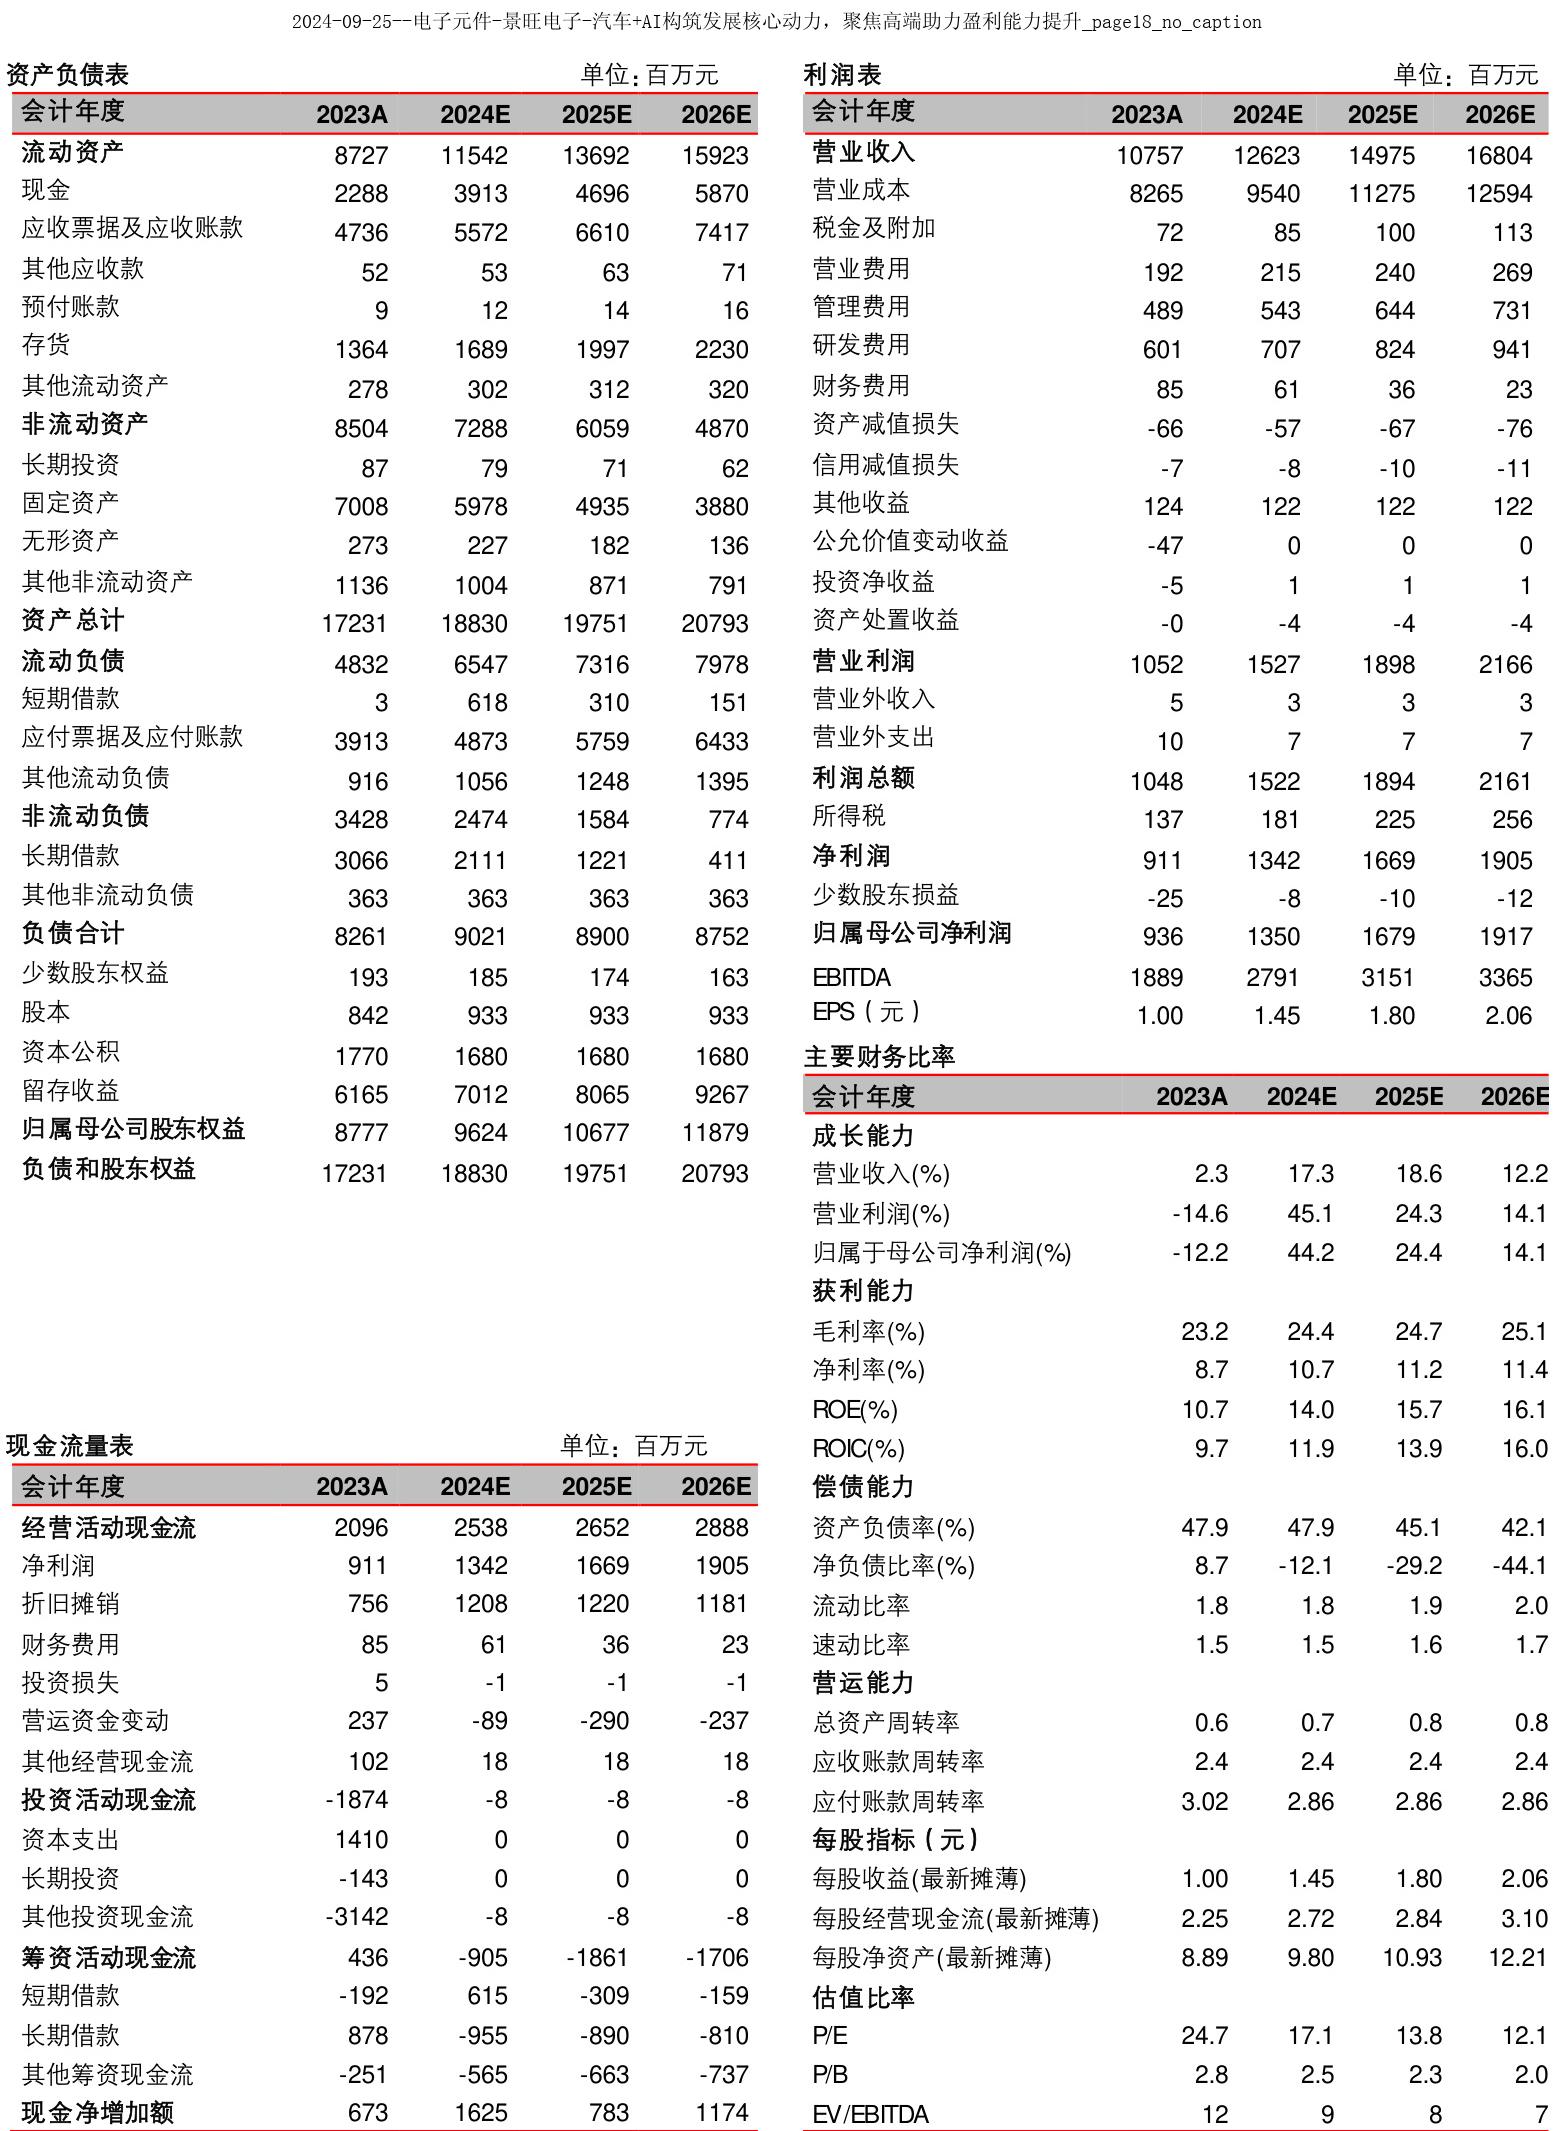 2024-09-25--电子元件-景旺电子-汽车+AI构筑发展核心动力，聚焦高端助力盈利能力提升_page18_no_caption
资产负债表 单位：百万元
会计年度 2023A 2024E 2025E 2026E
流动资产 8727 11542 13692 15923
现金 2288 3913 4696 5870
应收票据及应收账款 4736 5572 6610 7417
其他应收款 52 53 63 71
预付账款 9 12 14 16
存货 1364 1689 1997 2230
其他流动资产 278 302 312 320
非流动资产 8504 7288 6059 4870
长期投资 87 79 71 62
固定资产 7008 5978 4935 3880
无形资产 273 227 182 136
其他非流动资产 1136 1004 871 791
资产总计 17231 18830 19751 20793
流动负债 4832 6547 7316 7978
短期借款 3 618 310 151
应付票据及应付账款 3913 4873 5759 6433
其他流动负债 916 1056 1248 1395
非流动负债 3428 2474 1584 774
长期借款 3066 2111 1221 411
其他非流动负债 363 363 363 363
负债合计 8261 9021 8900 8752
少数股东权益 193 185 174 163
股本 842 933 933 933
资本公积 1770 1680 1680 1680
留存收益 6165 7012 8065 9267
归属母公司股东权益 8777 9624 10677 11879
负债和股东权益 17231 18830 19751 20793
现金流量表 单位：百万元
会计年度 2023A 2024E 2025E 2026E
经营活动现金流 2096 2538 2652 2888
净利润 911 1342 1669 1905
折旧摊销 756 1208 1220 1181
财务费用 85 61 36 23
投资损失 5 -1 -1 -1
营运资金变动 237 -89 -290 -237
其他经营现金流 102 18 18 18
投资活动现金流 -1874 -8 -8 -8
资本支出 1410 0 0 0
长期投资 -143 0 0 0
其他投资现金流 -3142 -8 -8 -8
筹资活动现金流 436 -905 -1861 -1706
短期借款 -192 615 -309 -159
长期借款 878 -955 -890 -810
其他筹资现金流 -251 -565 -663 -737
现金净增加额 673 1625 783 1174
利润表 单位：百万元
会计年度 2023A 2024E 2025E 2026E
营业收入 10757 12623 14975 16804
营业成本 8265 9540 11275 12594
税金及附加 72 85 100 113
营业费用 192 215 240 269
管理费用 489 543 644 731
研发费用 601 707 824 941
财务费用 85 61 36 23
资产减值损失 -66 -57 -67 -76
信用减值损失 -7 -8 -10 -11
其他收益 124 122 122 122
公允价值变动收益 -47 0 0 0
投资净收益 -5 1 1 1
资产处置收益 -0 -4 -4 -4
营业利润 1052 1527 1898 2166
营业外收入 5 3 3 3
营业外支出 10 7 7 7
利润总额 1048 1522 1894 2161
所得税 137 181 225 256
净利润 911 1342 1669 1905
少数股东损益 -25 -8 -10 -12
归属母公司净利润 936 1350 1679 1917
EBITDA 1889 2791 3151 3365
EPS（元） 1.00 1.45 1.80 2.06
主要财务比率
会计年度 2023A 2024E 2025E 2026E
成长能力
营业收入(%) 2.3 17.3 18.6 12.2
营业利润(%) -14.6 45.1 24.3 14.1
归属于母公司净利润(%) -12.2 44.2 24.4 14.1
获利能力
毛利率(%) 23.2 24.4 24.7 25.1
净利率(%) 8.7 10.7 11.2 11.4
ROE(%) 10.7 14.0 15.7 16.1
ROIC(%) 9.7 11.9 13.9 16.0
偿债能力
资产负债率(%) 47.9 47.9 45.1 42.1
净负债比率(%) 8.7 -12.1 -29.2 -44.1
流动比率 1.8 1.8 1.9 2.0
速动比率 1.5 1.5 1.6 1.7
营运能力
总资产周转率 0.6 0.7 0.8 0.8
应收账款周转率 2.4 2.4 2.4 2.4
应付账款周转率 3.02 2.86 2.86 2.86
每股指标（元）
每股收益(最新摊薄) 1.00 1.45 1.80 2.06
每股经营现金流(最新摊薄) 2.25 2.72 2.84 3.10
每股净资产(最新摊薄) 8.89 9.80 10.93 12.21
估值比率
P/E 24.7 17.1 13.8 12.1
P/B 2.8 2.5 2.3 2.0
EV/EBITDA 12 9 8 7